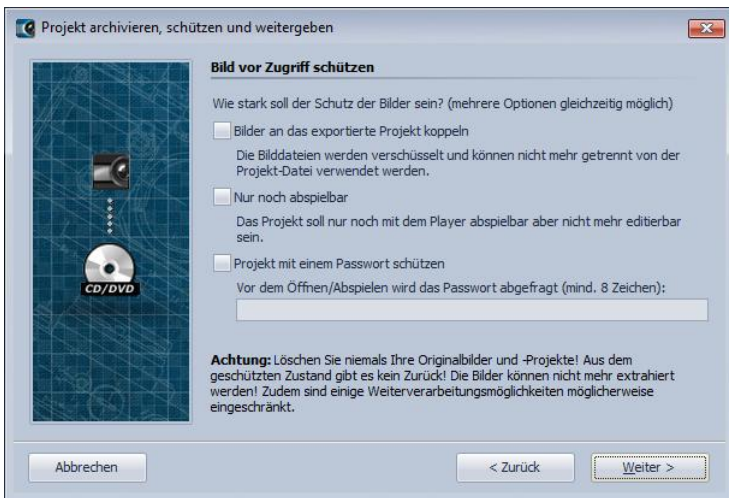 Projekt archivieren, schützen und weitergeben
Bild vor Zugriff schützen
Wie stark soll der Schutz der Bilder sein? (mehrere Optionen gleichzeitig möglich)
Bilder an das exportierte Projekt koppeln
Die Bilddateien werden verschüsselt und können nicht mehr getrennt von der
Projekt-Datei verwendet werden.
Nur noch abspielbar
Das Projekt soll nur noch mit dem Player abspielbar aber nicht mehr editierbar
sein.
Projekt mit einem Passwort schützen
Vor dem Öffnen/Abspielen wird das Passwort abgefragt (mind. 8 Zeichen):
CD/DVD
Achtung: Löschen Sie niemals Ihre Originalbilder und -Projekte! Aus dem
geschützten Zustand gibt es kein Zurück! Die Bilder können nicht mehr extrahiert
werden! Zudem sind einige Weiterverarbeitungsmöglichkeiten möglicherweise
eingeschränkt.
Abbrechen
< Zurück
Weiter >